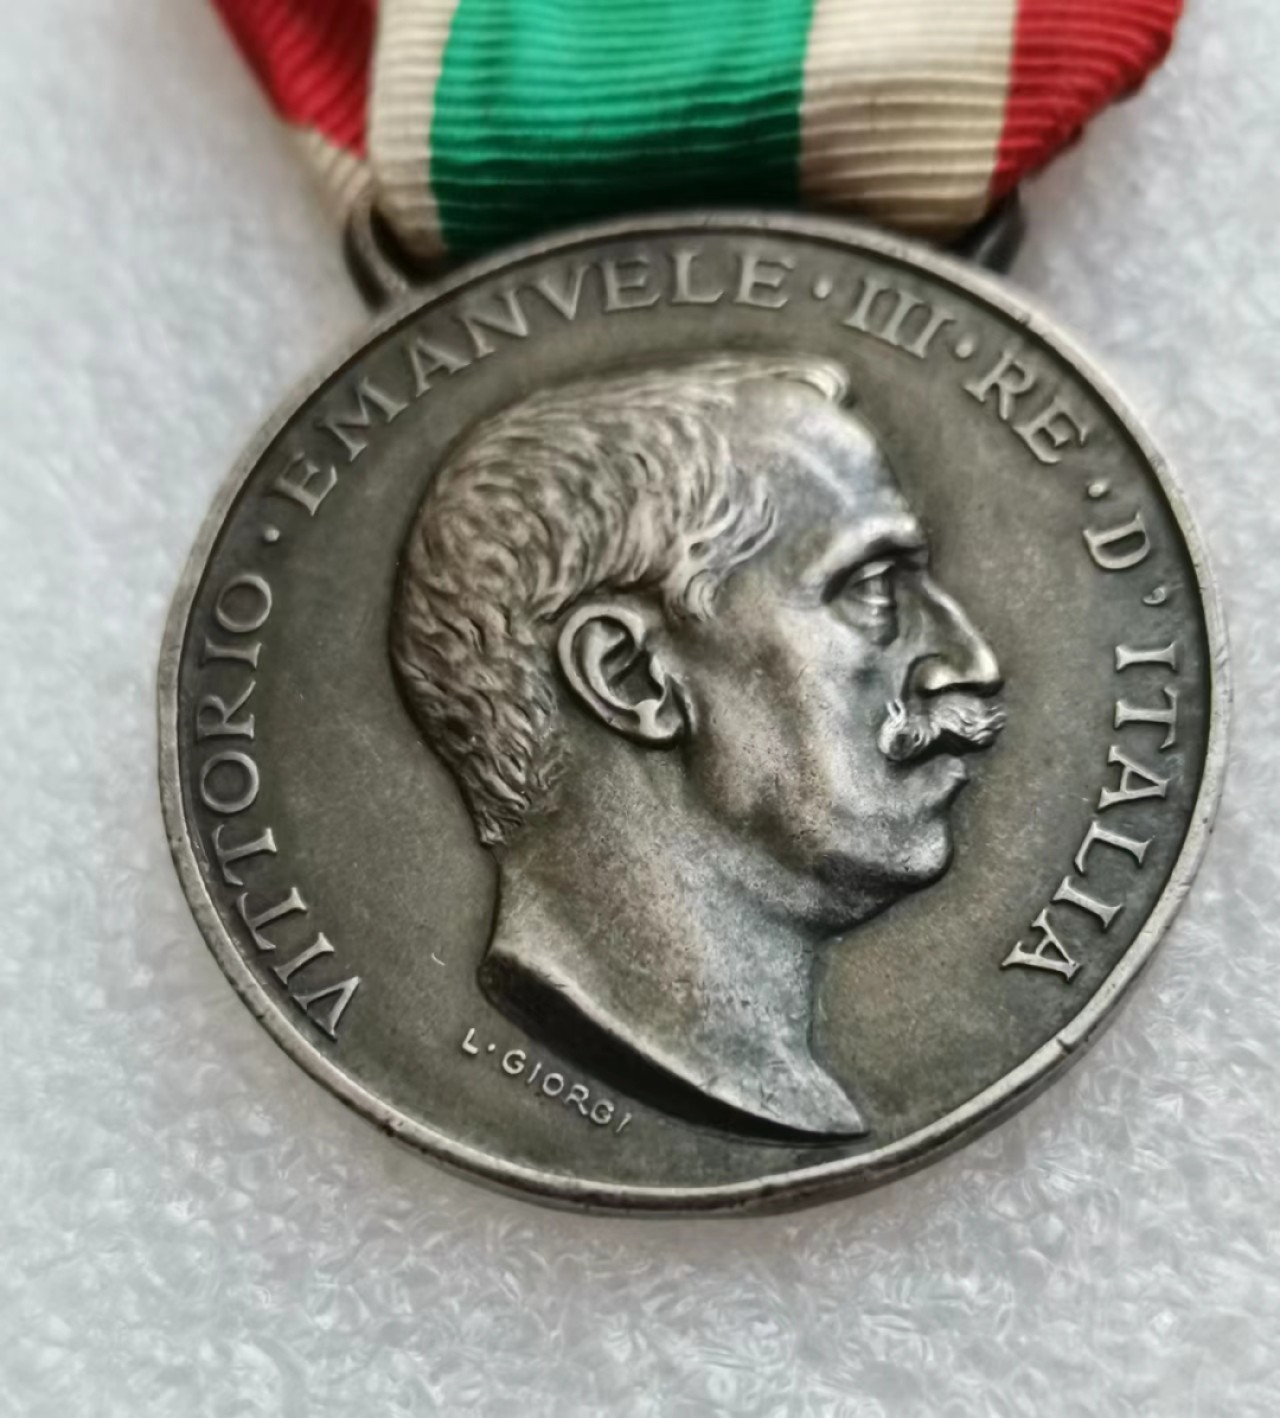 VITTORIO · EMANVELE · III · RE · D'ITALIA
L·GIORGI